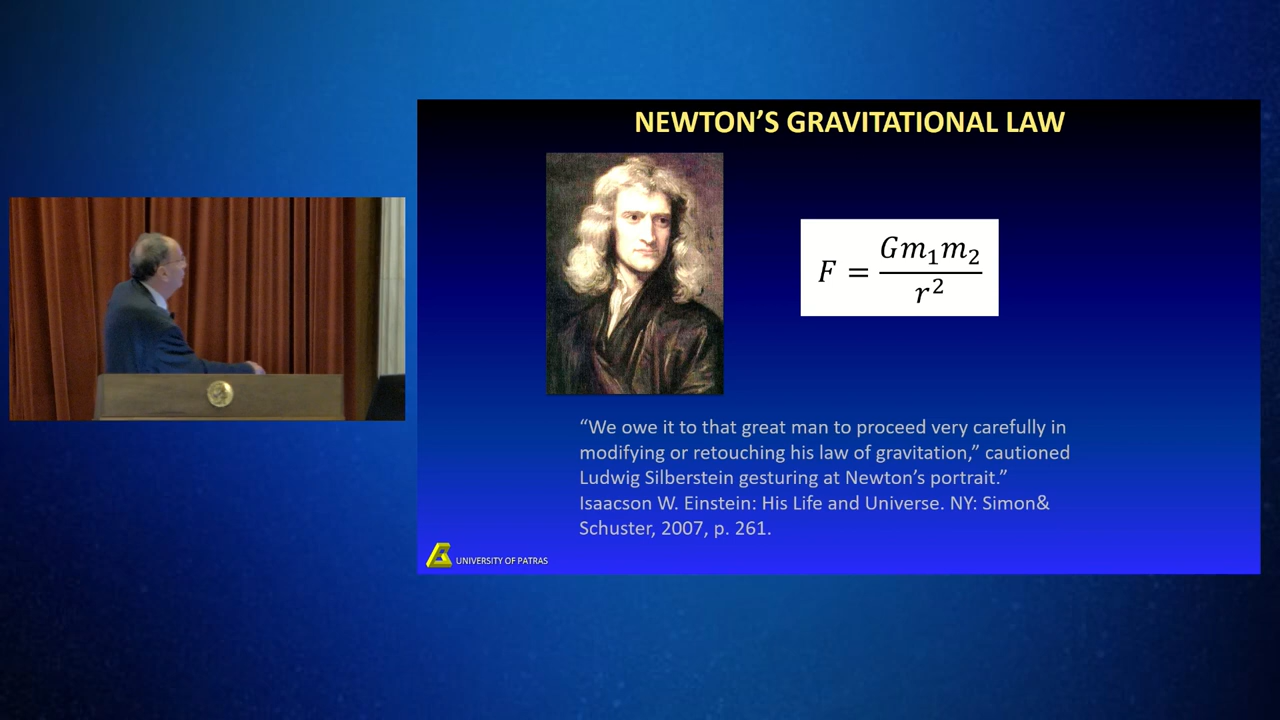 NEWTON’S GRAVITATIONAL LAW
F = Gm₁m₂ / r²
“We owe it to that great man to proceed very carefully in
modifying or retouching his law of gravitation,” cautioned
Ludwig Silberstein gesturing at Newton’s portrait.”
Isaacson W. Einstein: His Life and Universe. NY: Simon&
Schuster, 2007, p. 261.
UNIVERSITY OF PATRAS